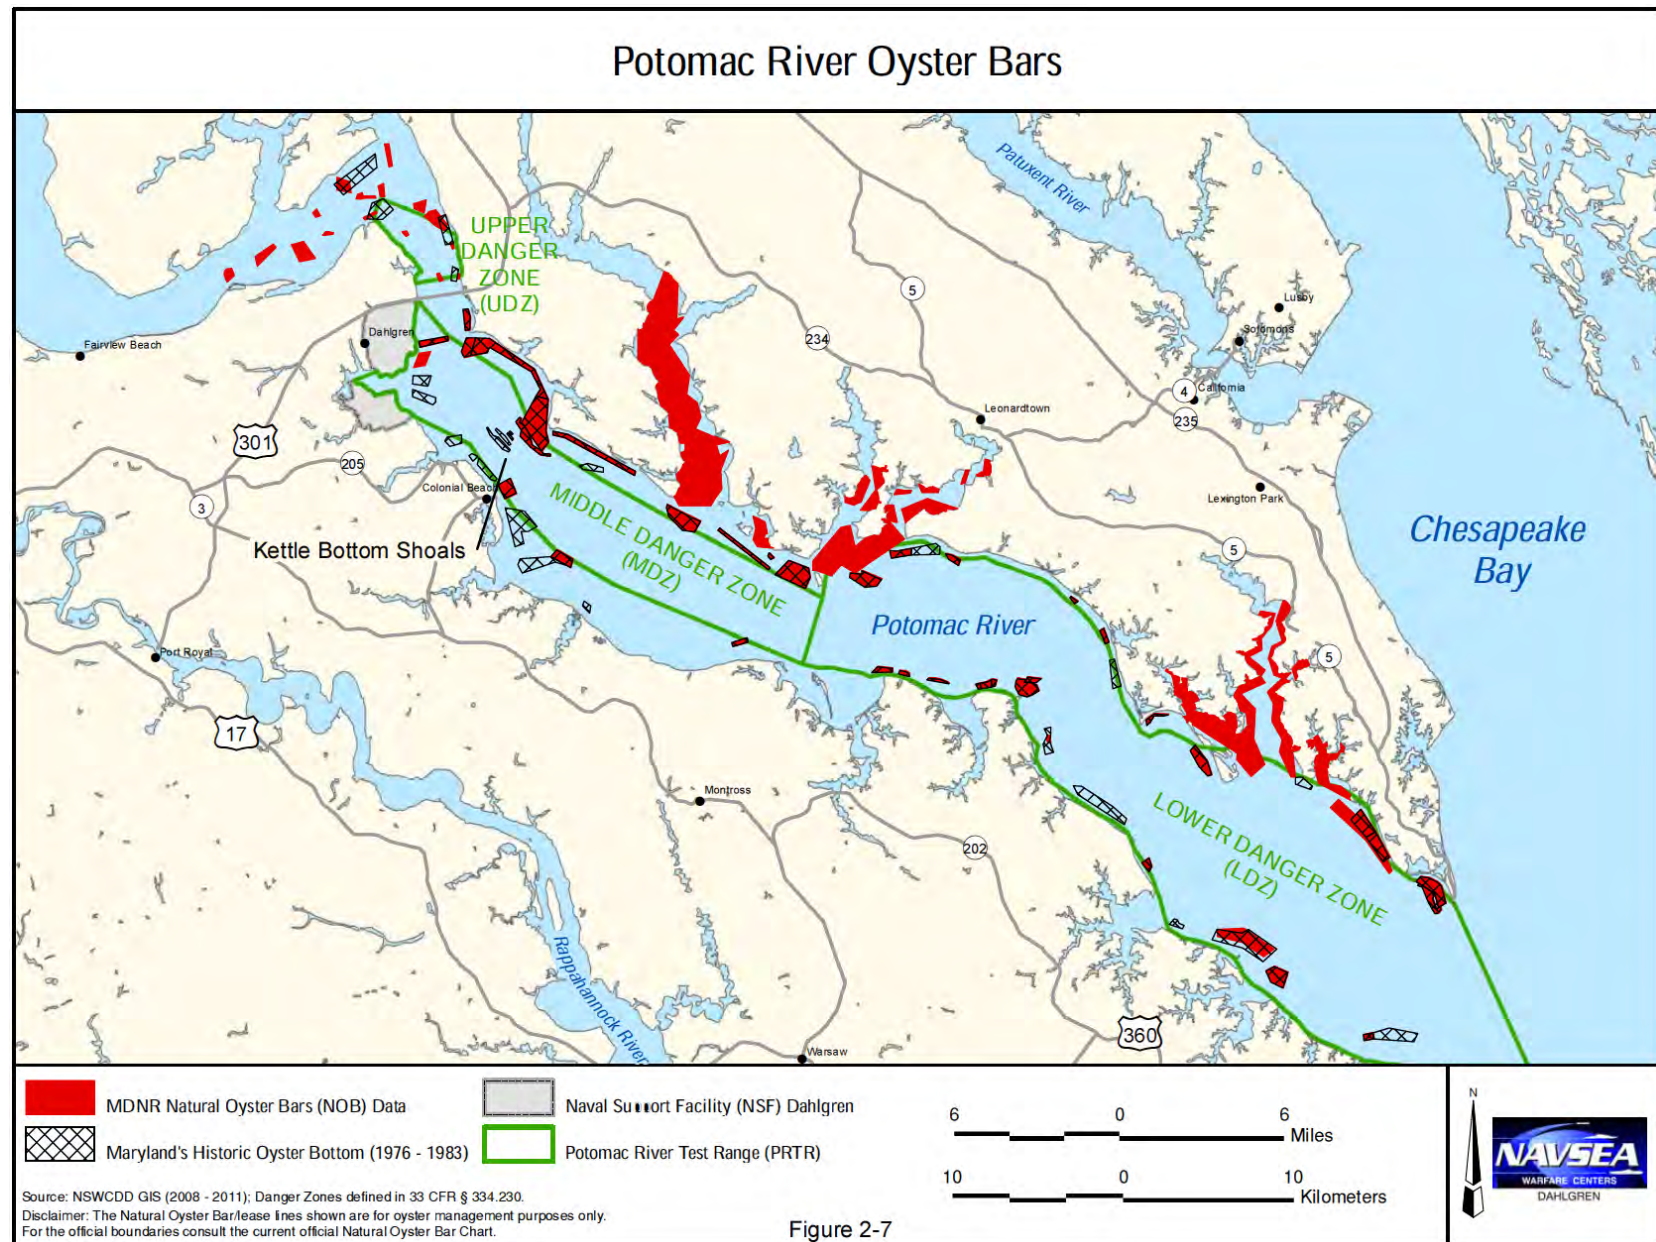 Potomac River Oyster Bars
Patuxent River
UPPER
DANGER
ZONE
(UDZ)
5
Lusby
Solomons
Dahlgren
234
Fairview Beach
4
California
Leonardtown
235
301
205
Colonial Beach
Lexington Park
3
MIDDLE DANGER ZONE
(MDZ)
Kettle Bottom Shoals
Chesapeake
Bay
5
Potomac River
Port Royal
5
17
Montross
LOWER DANGER ZONE
(LDZ)
202
Rappahannock River
360
Warsaw
MDNR Natural Oyster Bars (NOB) Data
Maryland's Historic Oyster Bottom (1976 - 1983)
Naval Support Facility (NSF) Dahlgren
Potomac River Test Range (PRTR)
6 0 6
Miles
10 0 10
Kilometers
N
NAVSEA
WARFARE CENTERS
DAHLGREN
Source: NSWCDD GIS (2008 - 2011); Danger Zones defined in 33 CFR § 334.230.
Disclaimer: The Natural Oyster Bar/lease lines shown are for oyster management purposes only.
For the official boundaries consult the current official Natural Oyster Bar Chart.
Figure 2-7